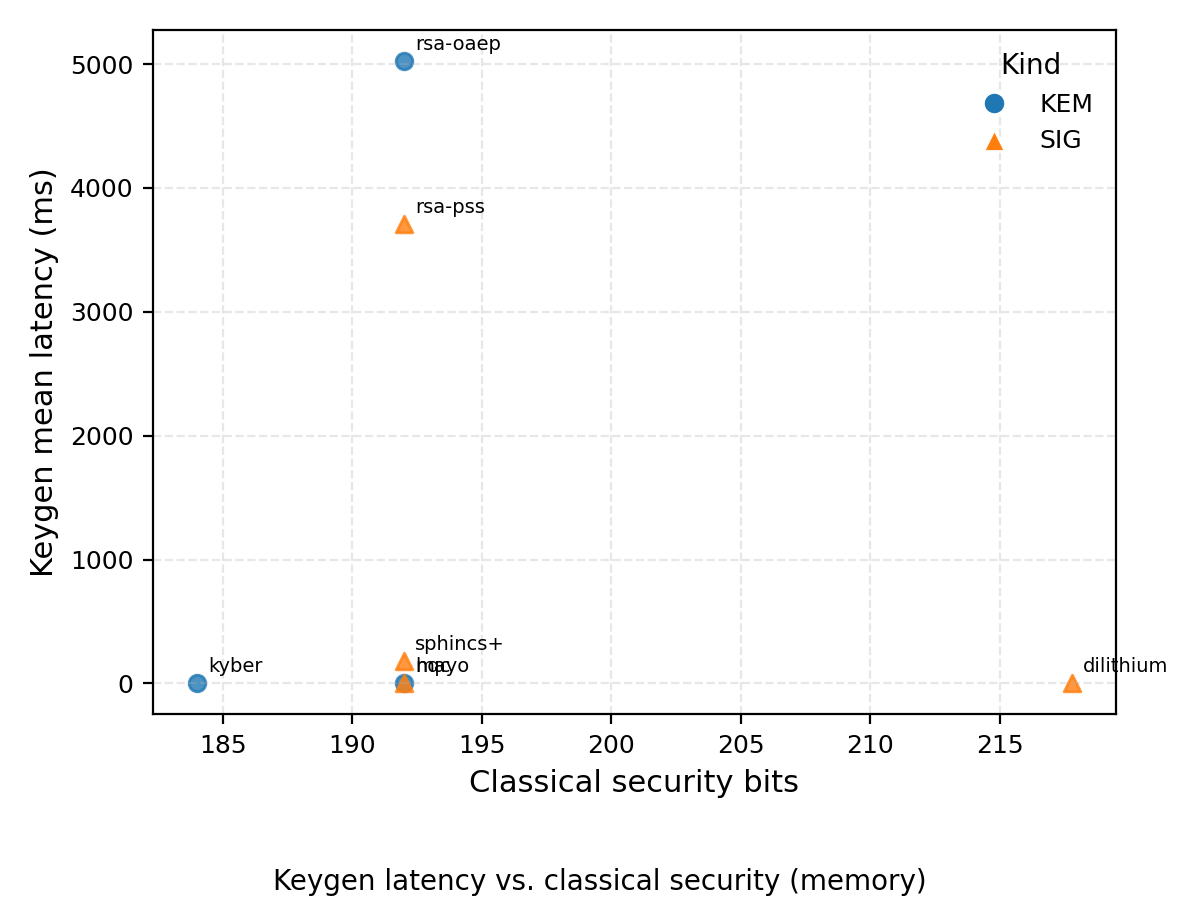 rsa-oaep
Kind
5000
KEM
SIG
4000
rsa-pss
3000
Keygen mean latency (ms)
2000
1000
sphincs+
kyber
mayo
dilithium
0
185
190
195
200
205
210
215
Classical security bits
Keygen latency vs. classical security (memory)